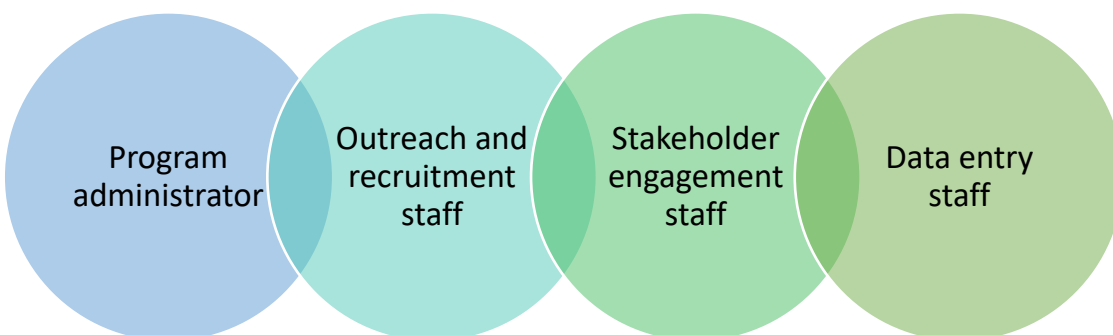 Program
administrator
Outreach and
recruitment
staff
Stakeholder
engagement
staff
Data entry
staff